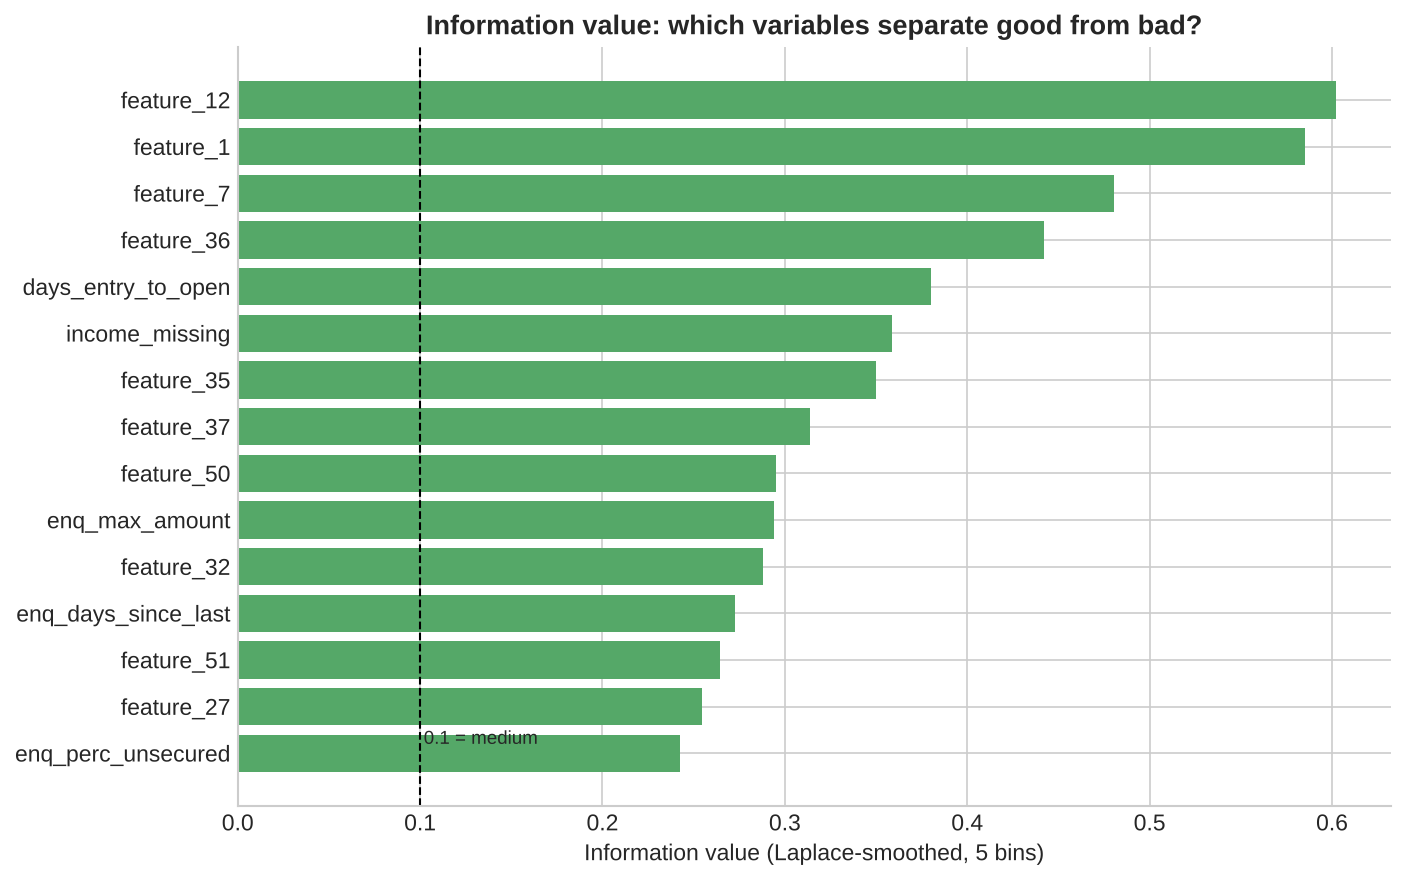 Information value: which variables separate good from bad?
feature_12
feature_1
feature_7
feature_36
days_entry_to_open
income_missing
feature_35
feature_37
feature_50
enq_max_amount
feature_32
enq_days_since_last
feature_51
feature_27
0.1 = medium
enq_perc_unsecured
0.0 0.1 0.2 0.3 0.4 0.5 0.6
Information value (Laplace-smoothed, 5 bins)